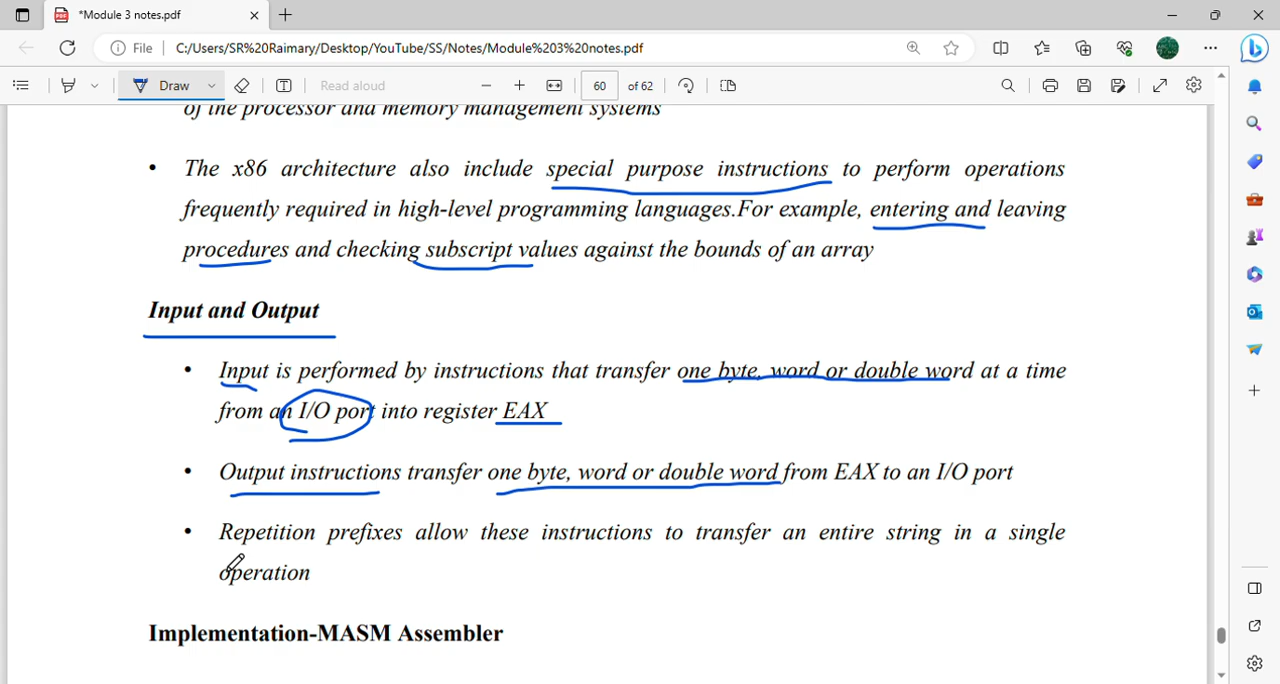 *Module 3 notes.pdf
File
C:/Users/SR%20Raimary/Desktop/YouTube/SS/Notes/Module%203%20notes.pdf
Draw
Read aloud
60 of 62
of the processor and memory management systems
• The x86 architecture also include special purpose instructions to perform operations
frequently required in high-level programming languages.For example, entering and leaving
procedures and checking subscript values against the bounds of an array
Input and Output
• Input is performed by instructions that transfer one byte, word or double word at a time
from an I/O port into register EAX
• Output instructions transfer one byte, word or double word from EAX to an I/O port
• Repetition prefixes allow these instructions to transfer an entire string in a single
operation
Implementation-MASM Assembler